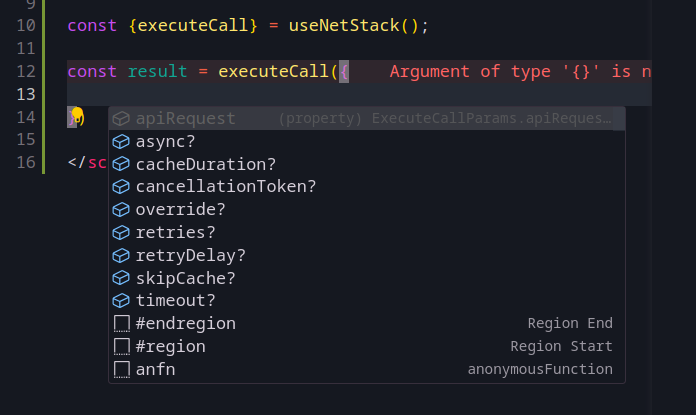 9
10 const {executeCall} = useNetStack();
11
12 const result = executeCall({ Argument of type '{}' is n
13
14 })
apiRequest (property) ExecuteCallParams.apiReques…
async?
cacheDuration?
cancellationToken?
override?
retries?
retryDelay?
skipCache?
timeout?
#endregion Region End
#region Region Start
anfn anonymousFunction
15
16 </sc